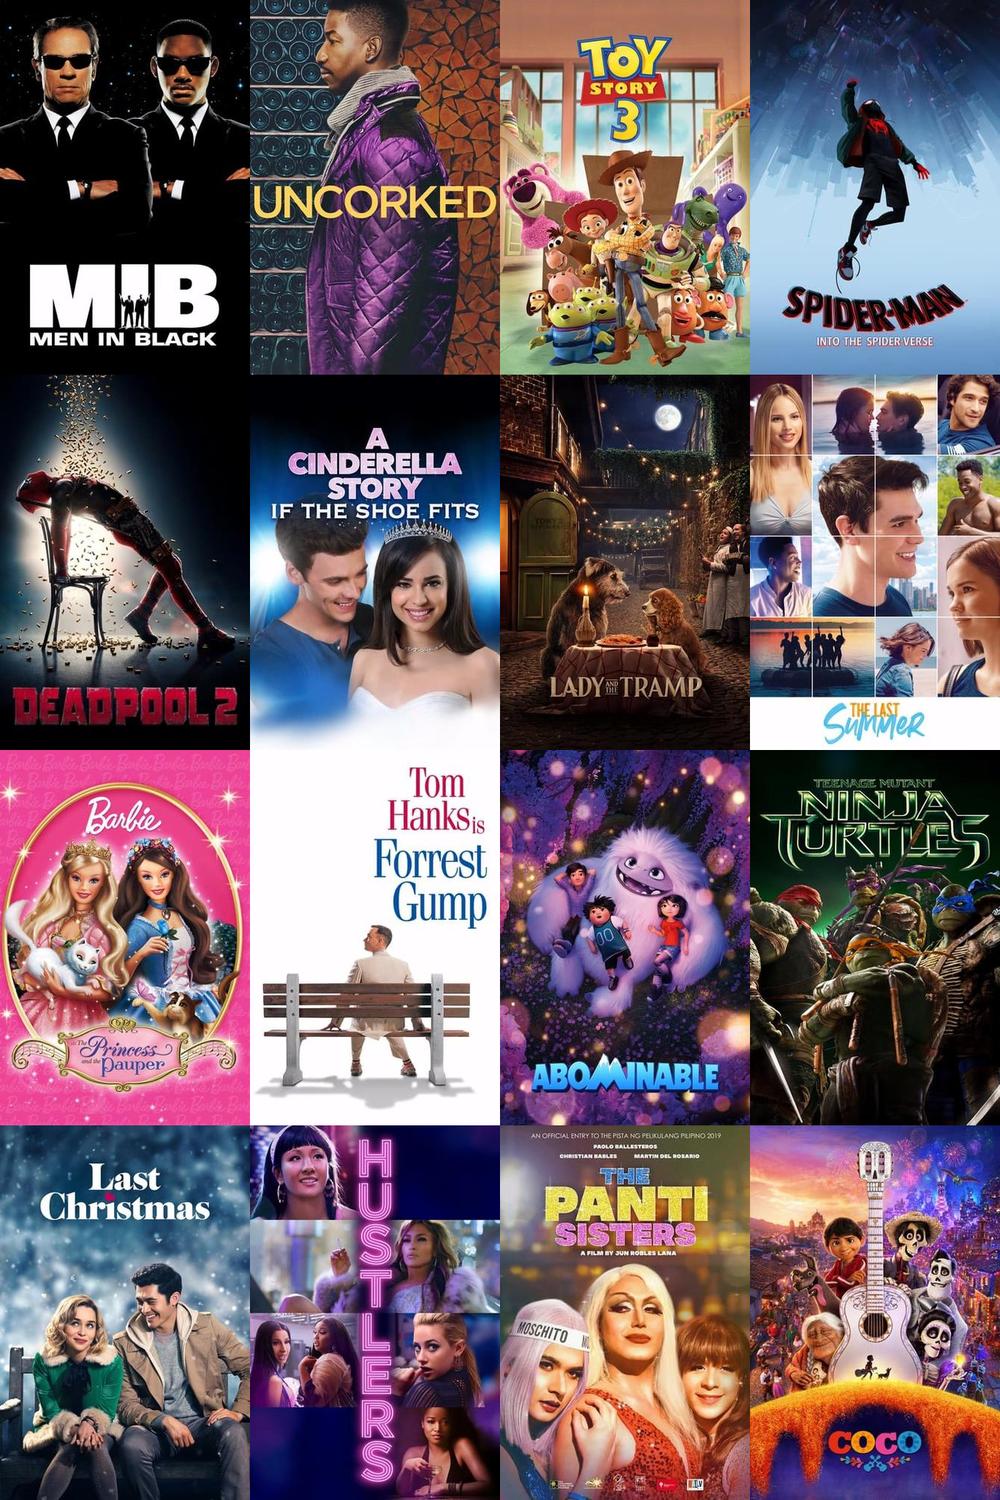 MIB
MEN IN BLACK
UNCORKED
TOY
STORY
3
SPIDER-MAN
INTO THE SPIDER-VERSE
DEADPOOL 2
A
CINDERELLA
STORY
IF THE SHOE FITS
TONY'S
LADY AND THE TRAMP
THE LAST
SUMMER
Barbie
as The
Princess
and the
Pauper
Tom
Hanks is
Forrest
Gump
ABOMINABLE
TEENAGE MUTANT
NINJA
TURTLES
Last
Christmas
HUSTLERS
AN OFFICIAL ENTRY TO THE PISTA NG PELIKULANG PILIPINO 2019
PAOLO BALLESTEROS
CHRISTIAN BABLES MARTIN DEL ROSARIO
THE
PANTI
SISTERS
A FILM BY JUN ROBLES LANA
MOSCHITO
COCO